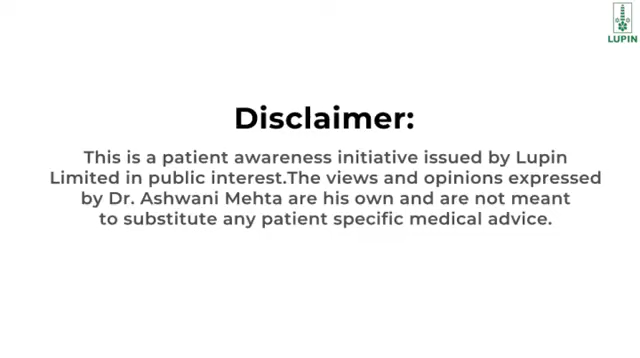 LUPIN
Disclaimer:
This is a patient awareness initiative issued by Lupin
Limited in public interest.The views and opinions expressed
by Dr. Ashwani Mehta are his own and are not meant
to substitute any patient specific medical advice.